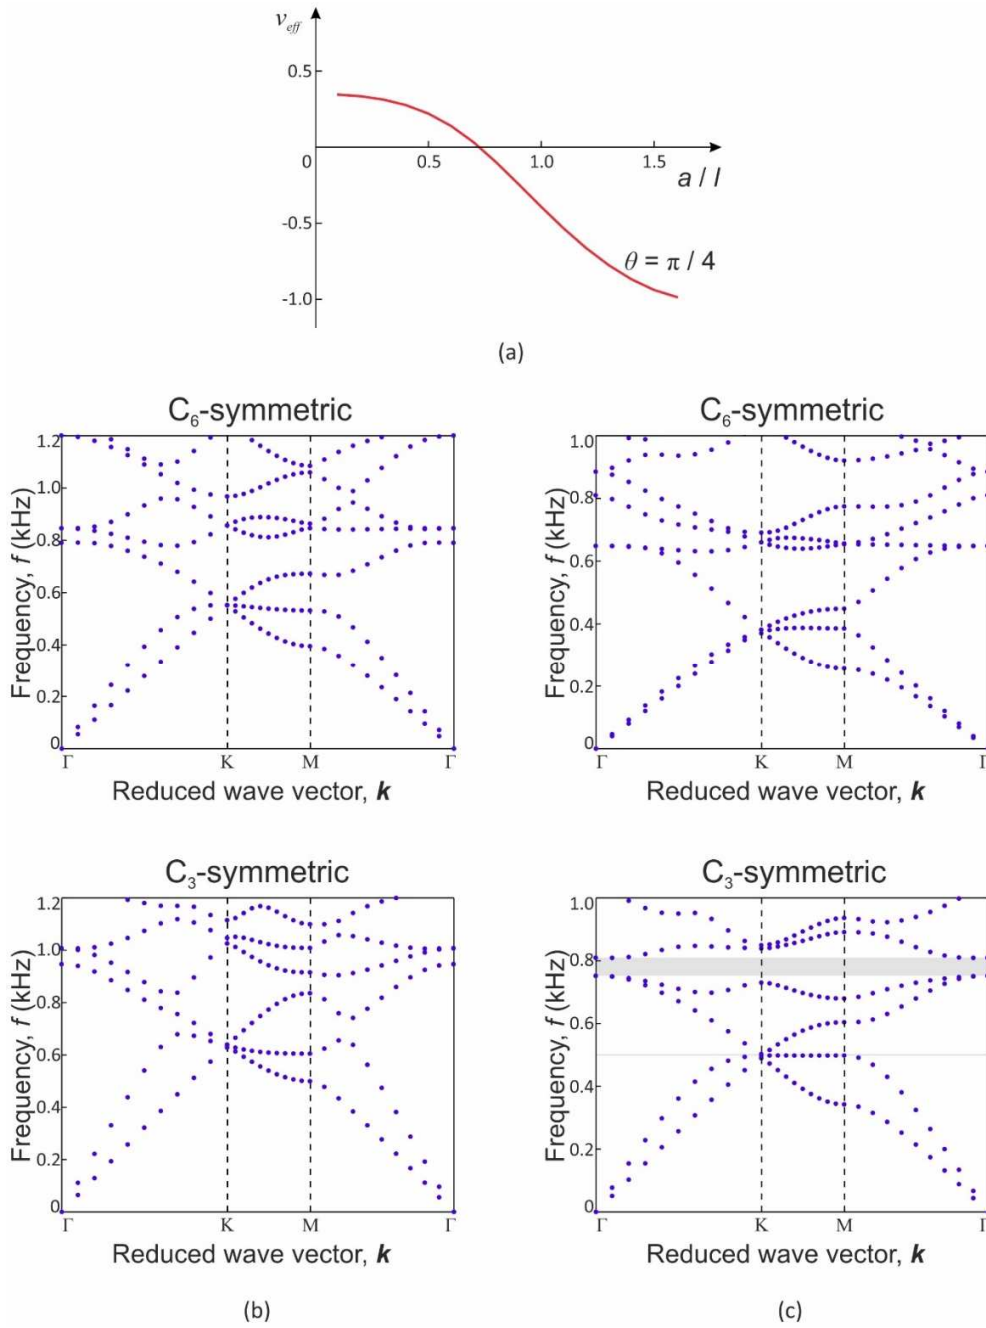 ν_eff
0.5
0
0.5
1.0
1.5
a / l
-0.5
θ = π / 4
-1.0
(a)
C₆-symmetric
1.2
1.0
0.8
0.6
0.4
0.2
0
Frequency, f (kHz)
Γ
K
M
Γ
Reduced wave vector, k
C₆-symmetric
1.0
0.8
0.6
0.4
0.2
0
Frequency, f (kHz)
Γ
K
M
Γ
Reduced wave vector, k
C₃-symmetric
1.2
1.0
0.8
0.6
0.4
0.2
0
Frequency, f (kHz)
Γ
K
M
Γ
Reduced wave vector, k
(b)
C₃-symmetric
1.0
0.8
0.6
0.4
0.2
0
Frequency, f (kHz)
Γ
K
M
Γ
Reduced wave vector, k
(c)